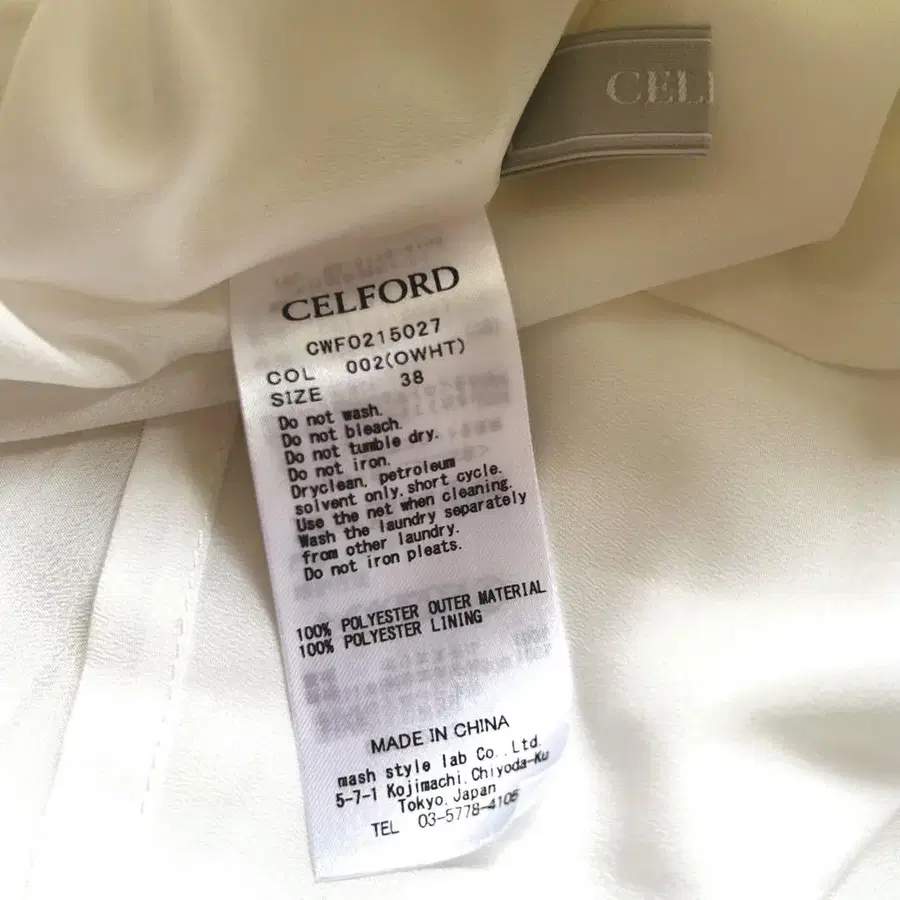 CEL
CELFORD
CWF0215027
COL 002(OWHT)
SIZE 38
Do not wash.
Do not bleach.
Do not tumble dry.
Do not iron.
Dryclean, petroleum
solvent only, short cycle.
Use the net when cleaning.
Wash the laundry separately
from other laundry.
Do not iron pleats.
100% POLYESTER OUTER MATERIAL
100% POLYESTER LINING
MADE IN CHINA
mash style lab Co.,Ltd.
5-7-1 Kojimachi,Chiyoda-Ku
Tokyo,Japan
TEL 03-5778-4106